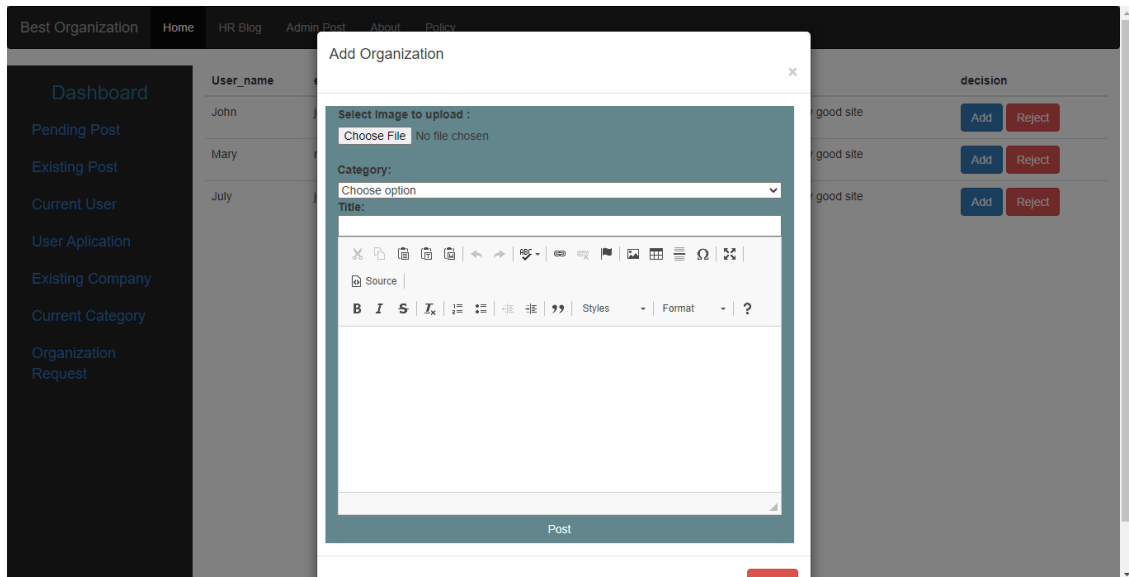 Best Organization Home HR Blog Admin Post About Policy
Add Organization
×
Dashboard
Pending Post
Existing Post
Current User
User Aplication
Existing Company
Current Category
Organization
Request
User_name decision
John good site Add Reject
Mary good site Add Reject
July good site Add Reject
Select Image to upload :
Choose File No file chosen
Category:
Choose option
Title:
ABC Ω
Source
B I S Ix Styles Format ?
Post